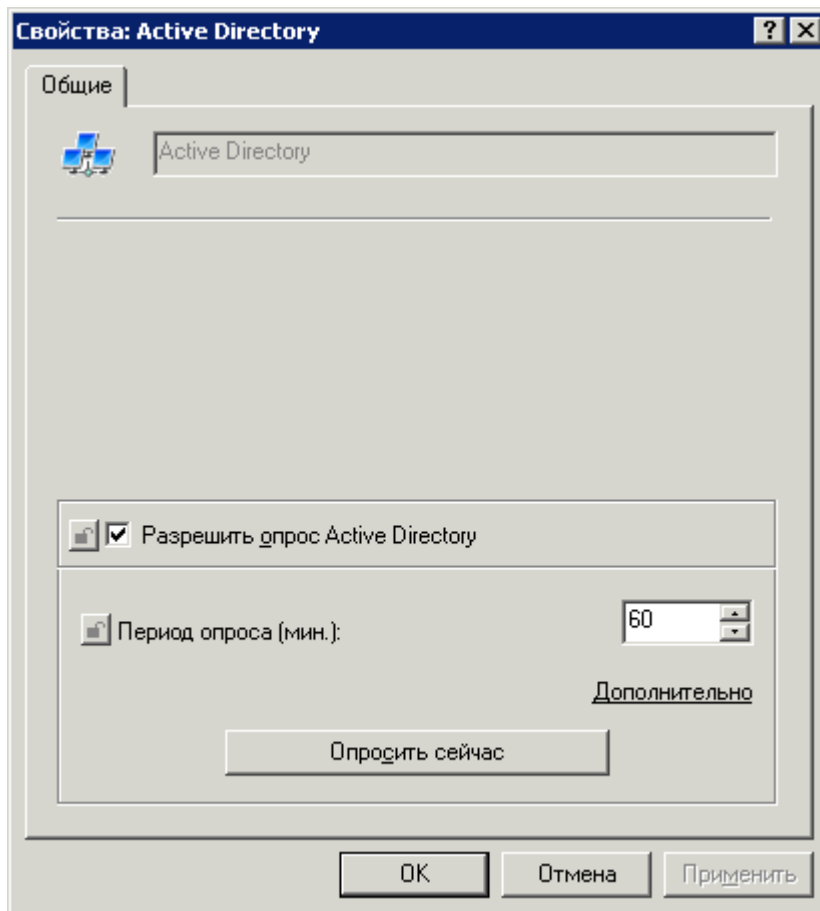 Свойства: Active Directory
Общие
Active Directory
Разрешить опрос Active Directory
Период опроса (мин.):
60
Дополнительно
Опросить сейчас
OK
Отмена
Применить